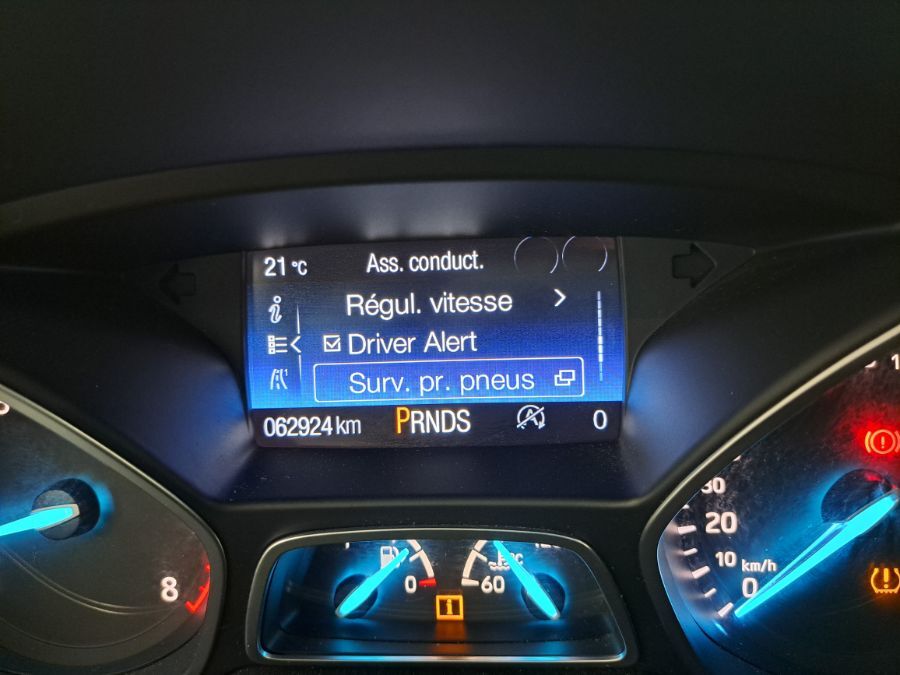 21 °C Ass. conduct.
Régul. vitesse
Driver Alert
Surv. pr. pneus
062924 km PRNDS 0
8
0
60
30
20
10 km/h
0